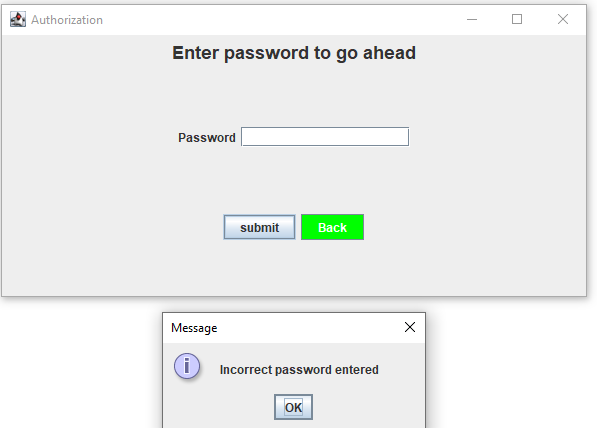 Authorization
Enter password to go ahead
Password
submit Back
Message
i Incorrect password entered
OK